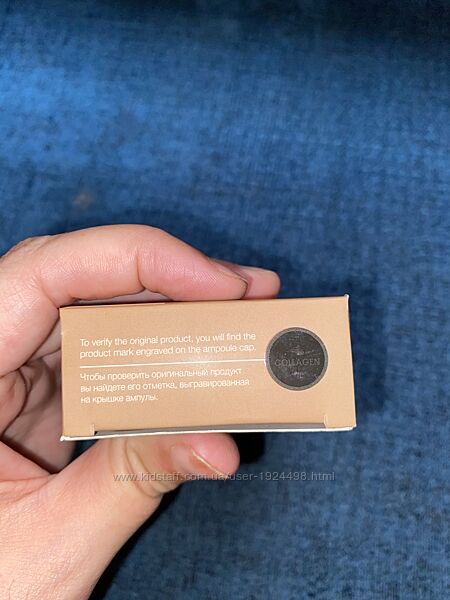 To verify the original product, you will find the
product mark engraved on the ampoule cap.
COLLAGEN
Чтобы проверить оригинальный продукт
вы найдете его отметка, выгравированная
на крышке ампулы.
www.kidstaff.com.ua/user-1924498.html